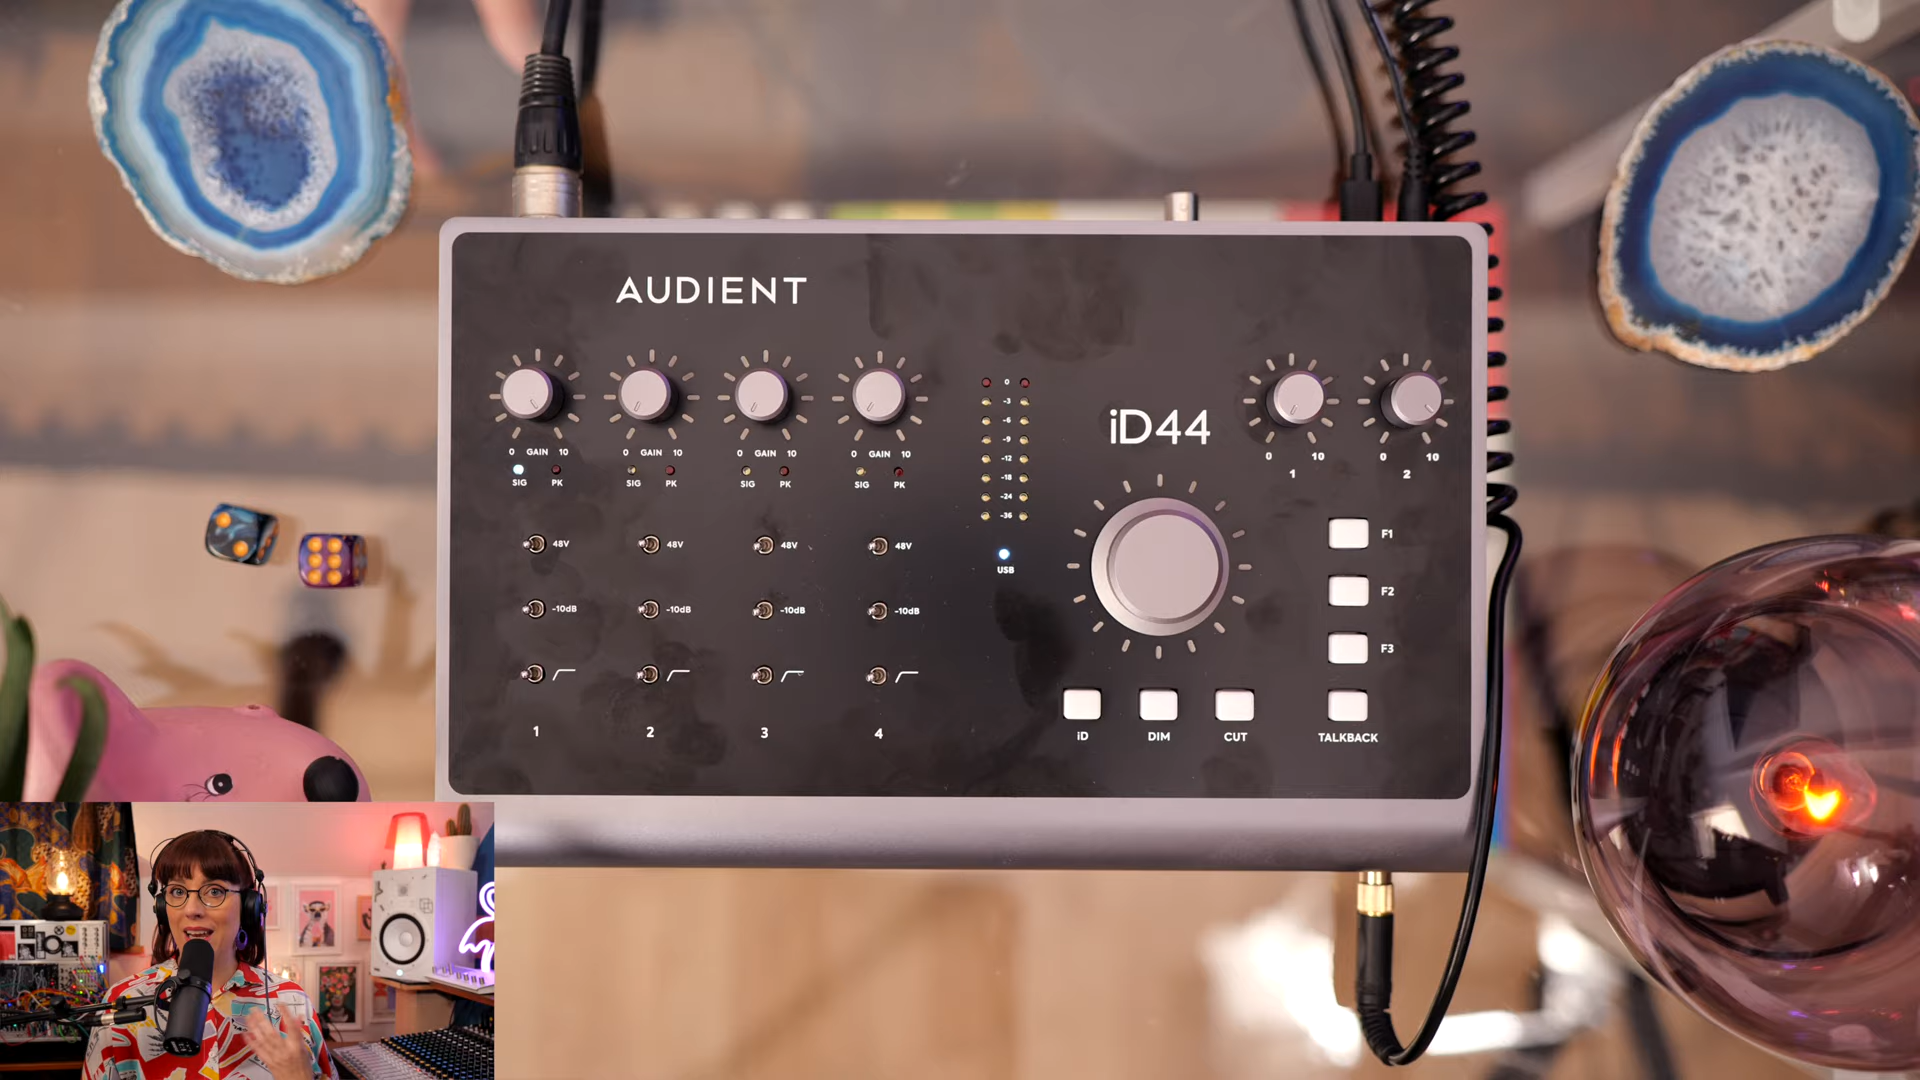 AUDIENT
0 GAIN 10
0 GAIN 10
0 GAIN 10
0 GAIN 10
SIG PK
SIG PK
SIG PK
SIG PK
48V
48V
48V
48V
-10dB
-10dB
-10dB
-10dB
1
2
3
4
0
-3
-6
-9
-12
-18
-24
-36
USB
iD44
0 10
1
0 10
2
F1
F2
F3
iD
DIM
CUT
TALKBACK